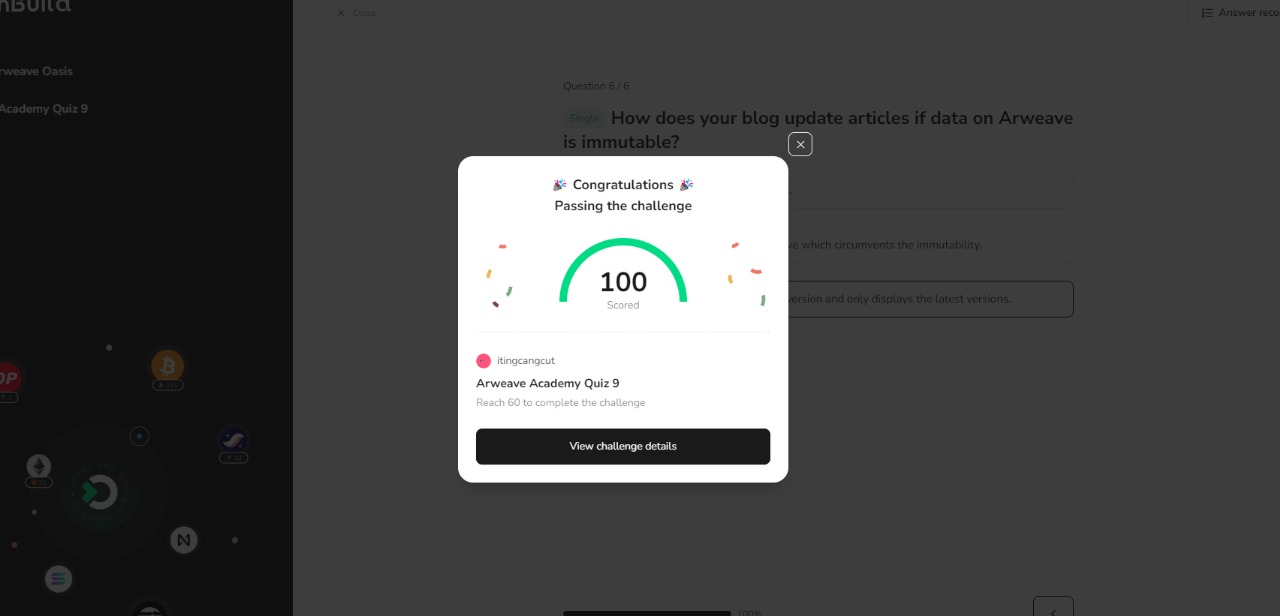 Close
Answer reco
rweave Oasis
Academy Quiz 9
Question 6 / 6
Single How does your blog update articles if data on Arweave
is immutable?
Congratulations
Passing the challenge
ve which circumvents the immutability.
100
Scored
ersion and only displays the latest versions.
itingcangcut
Arweave Academy Quiz 9
Reach 60 to complete the challenge
View challenge details
100%